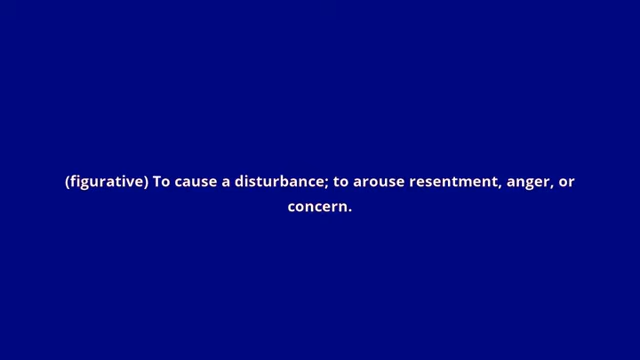 (figurative) To cause a disturbance; to arouse resentment, anger, or
concern.